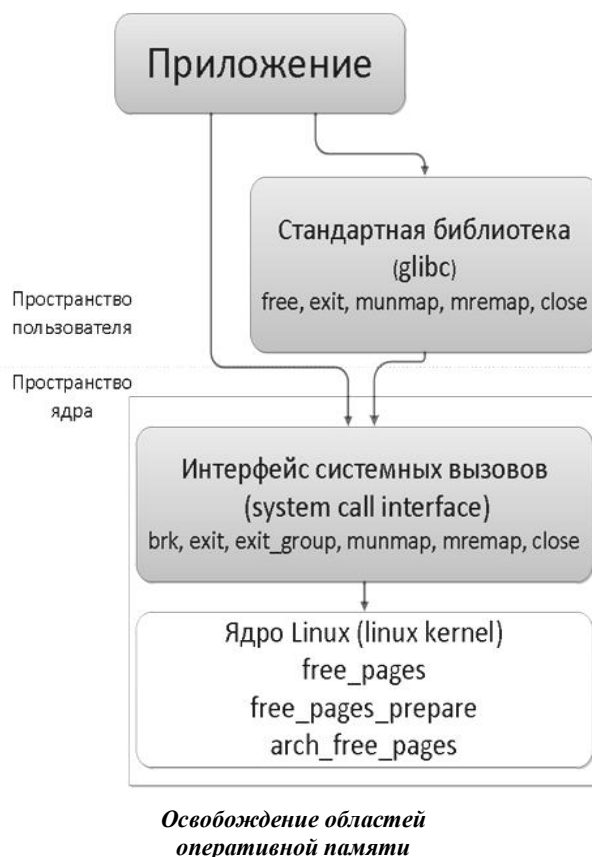 Приложение
Стандартная библиотека
(glibc)
free, exit, munmap, mremap, close
Пространство
пользователя
Пространство
ядра
Интерфейс системных вызовов
(system call interface)
brk, exit, exit_group, munmap, mremap, close
Ядро Linux (linux kernel)
free_pages
free_pages_prepare
arch_free_pages
Освобождение областей
оперативной памяти